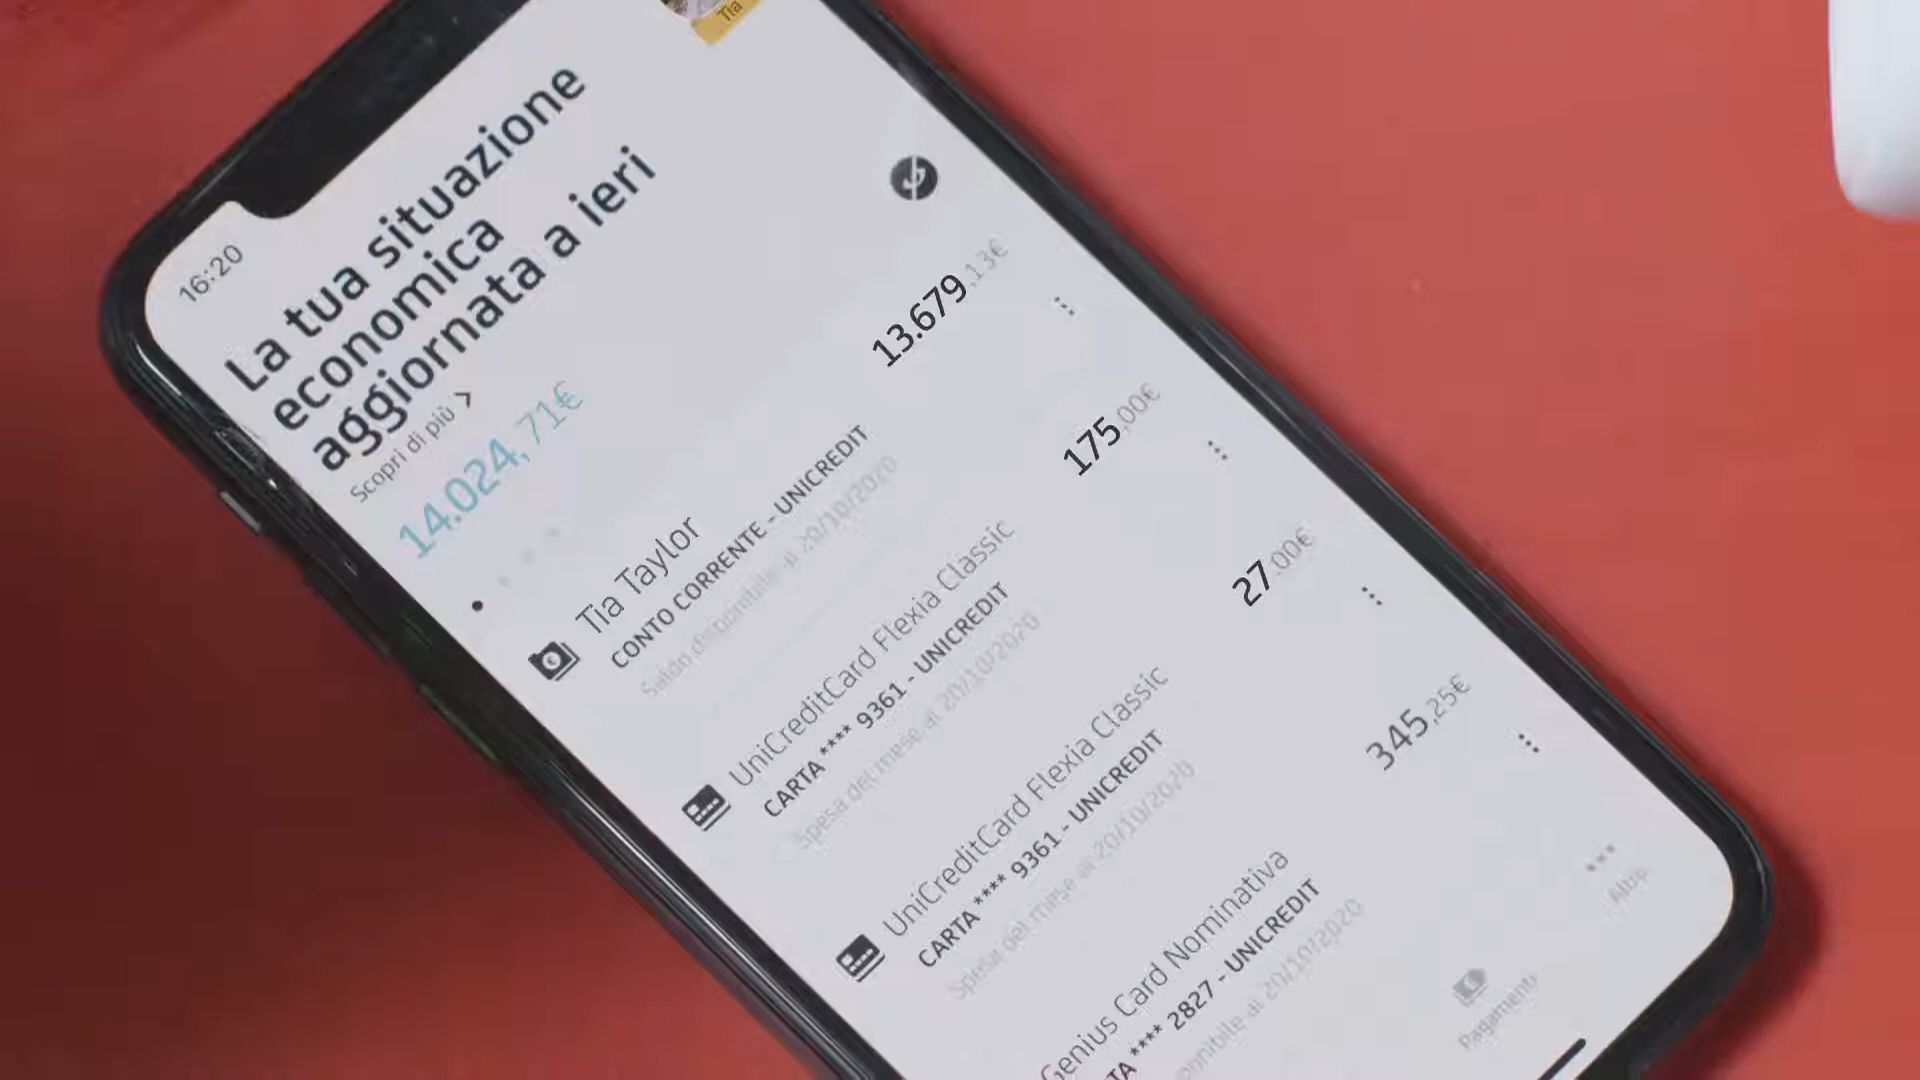 Tia
16:20
La tua situazione
economica
aggiornata a ieri
Scopri di più
14.024,71€
Tia Taylor
13.679,13€
CONTO CORRENTE - UNICREDIT
Saldo disponibile al 20/10/2020
UniCreditCard Flexia Classic
175,00€
CARTA **** 9361 - UNICREDIT
Spesa del mese al 20/10/2020
UniCreditCard Flexia Classic
27,00€
CARTA **** 9361 - UNICREDIT
Spesa del mese al 20/10/2020
Genius Card Nominativa
345,25€
TA **** 2827 - UNICREDIT
onibile al 20/10/2020
Pagamenti
Altro